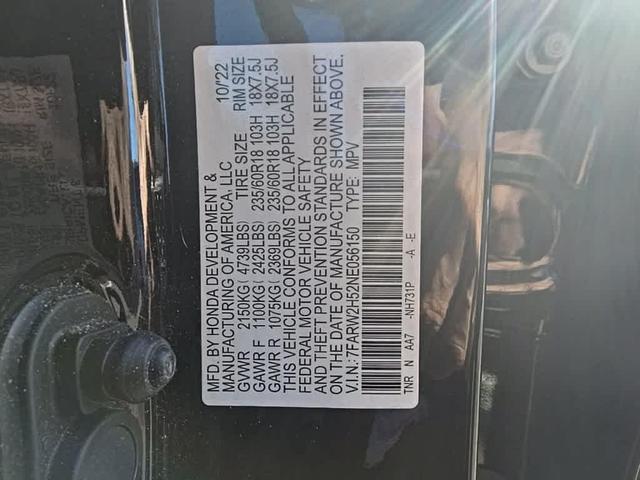 MFD. BY HONDA DEVELOPMENT & 10/'22
MANUFACTURING OF AMERICA, LLC
GVWR 2150KG( 4739LBS) TIRE SIZE RIM SIZE
GAWR F 1100KG( 2425LBS) 235/60R18 103H 18X7.5J
GAWR R 1075KG( 2369LBS) 235/60R18 103H 18X7.5J
THIS VEHICLE CONFORMS TO ALL APPLICABLE
FEDERAL MOTOR VEHICLE SAFETY
AND THEFT PREVENTION STANDARDS IN EFFECT
ON THE DATE OF MANUFACTURE SHOWN ABOVE.
V.I.N.: 7FARW2H52NE056150 TYPE: MPV
TNR N AA7 -NH731P -A -E